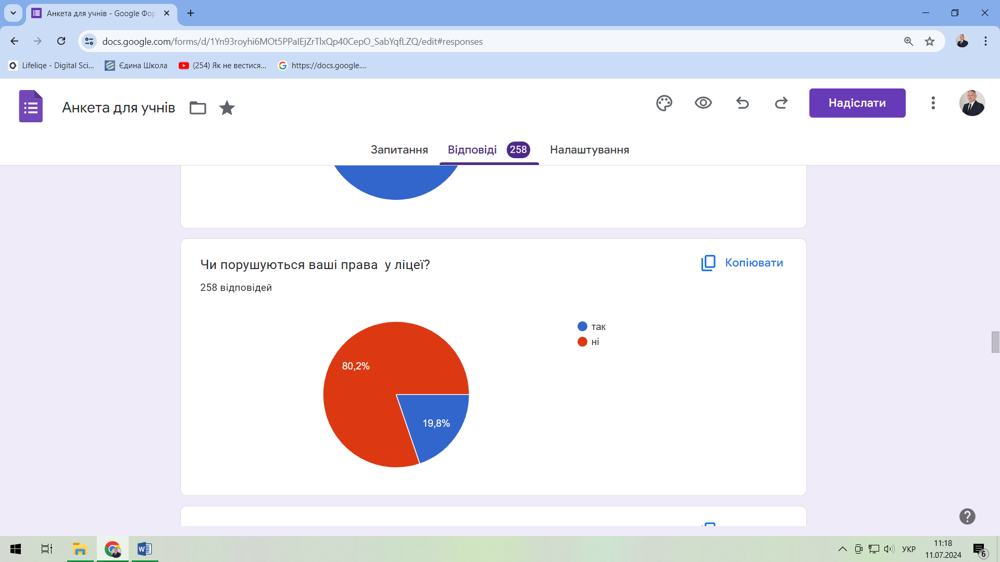 Анкета для учнів - Google Фор
docs.google.com/forms/d/1Yn93royhi6MOt5PPaIEjZrTlxQp40CepO_SabYqfLZQ/edit#responses
Lifeliqe - Digital Sci...
Єдина Школа
(254) Як не вестися...
https://docs.google....
Анкета для учнів
Надіслати
Запитання
Відповіді 258
Налаштування
Чи порушуються ваші права  у ліцеї?
Копіювати
258 відповідей
так
ні
80,2%
19,8%
УКР
11:18
11.07.2024
6